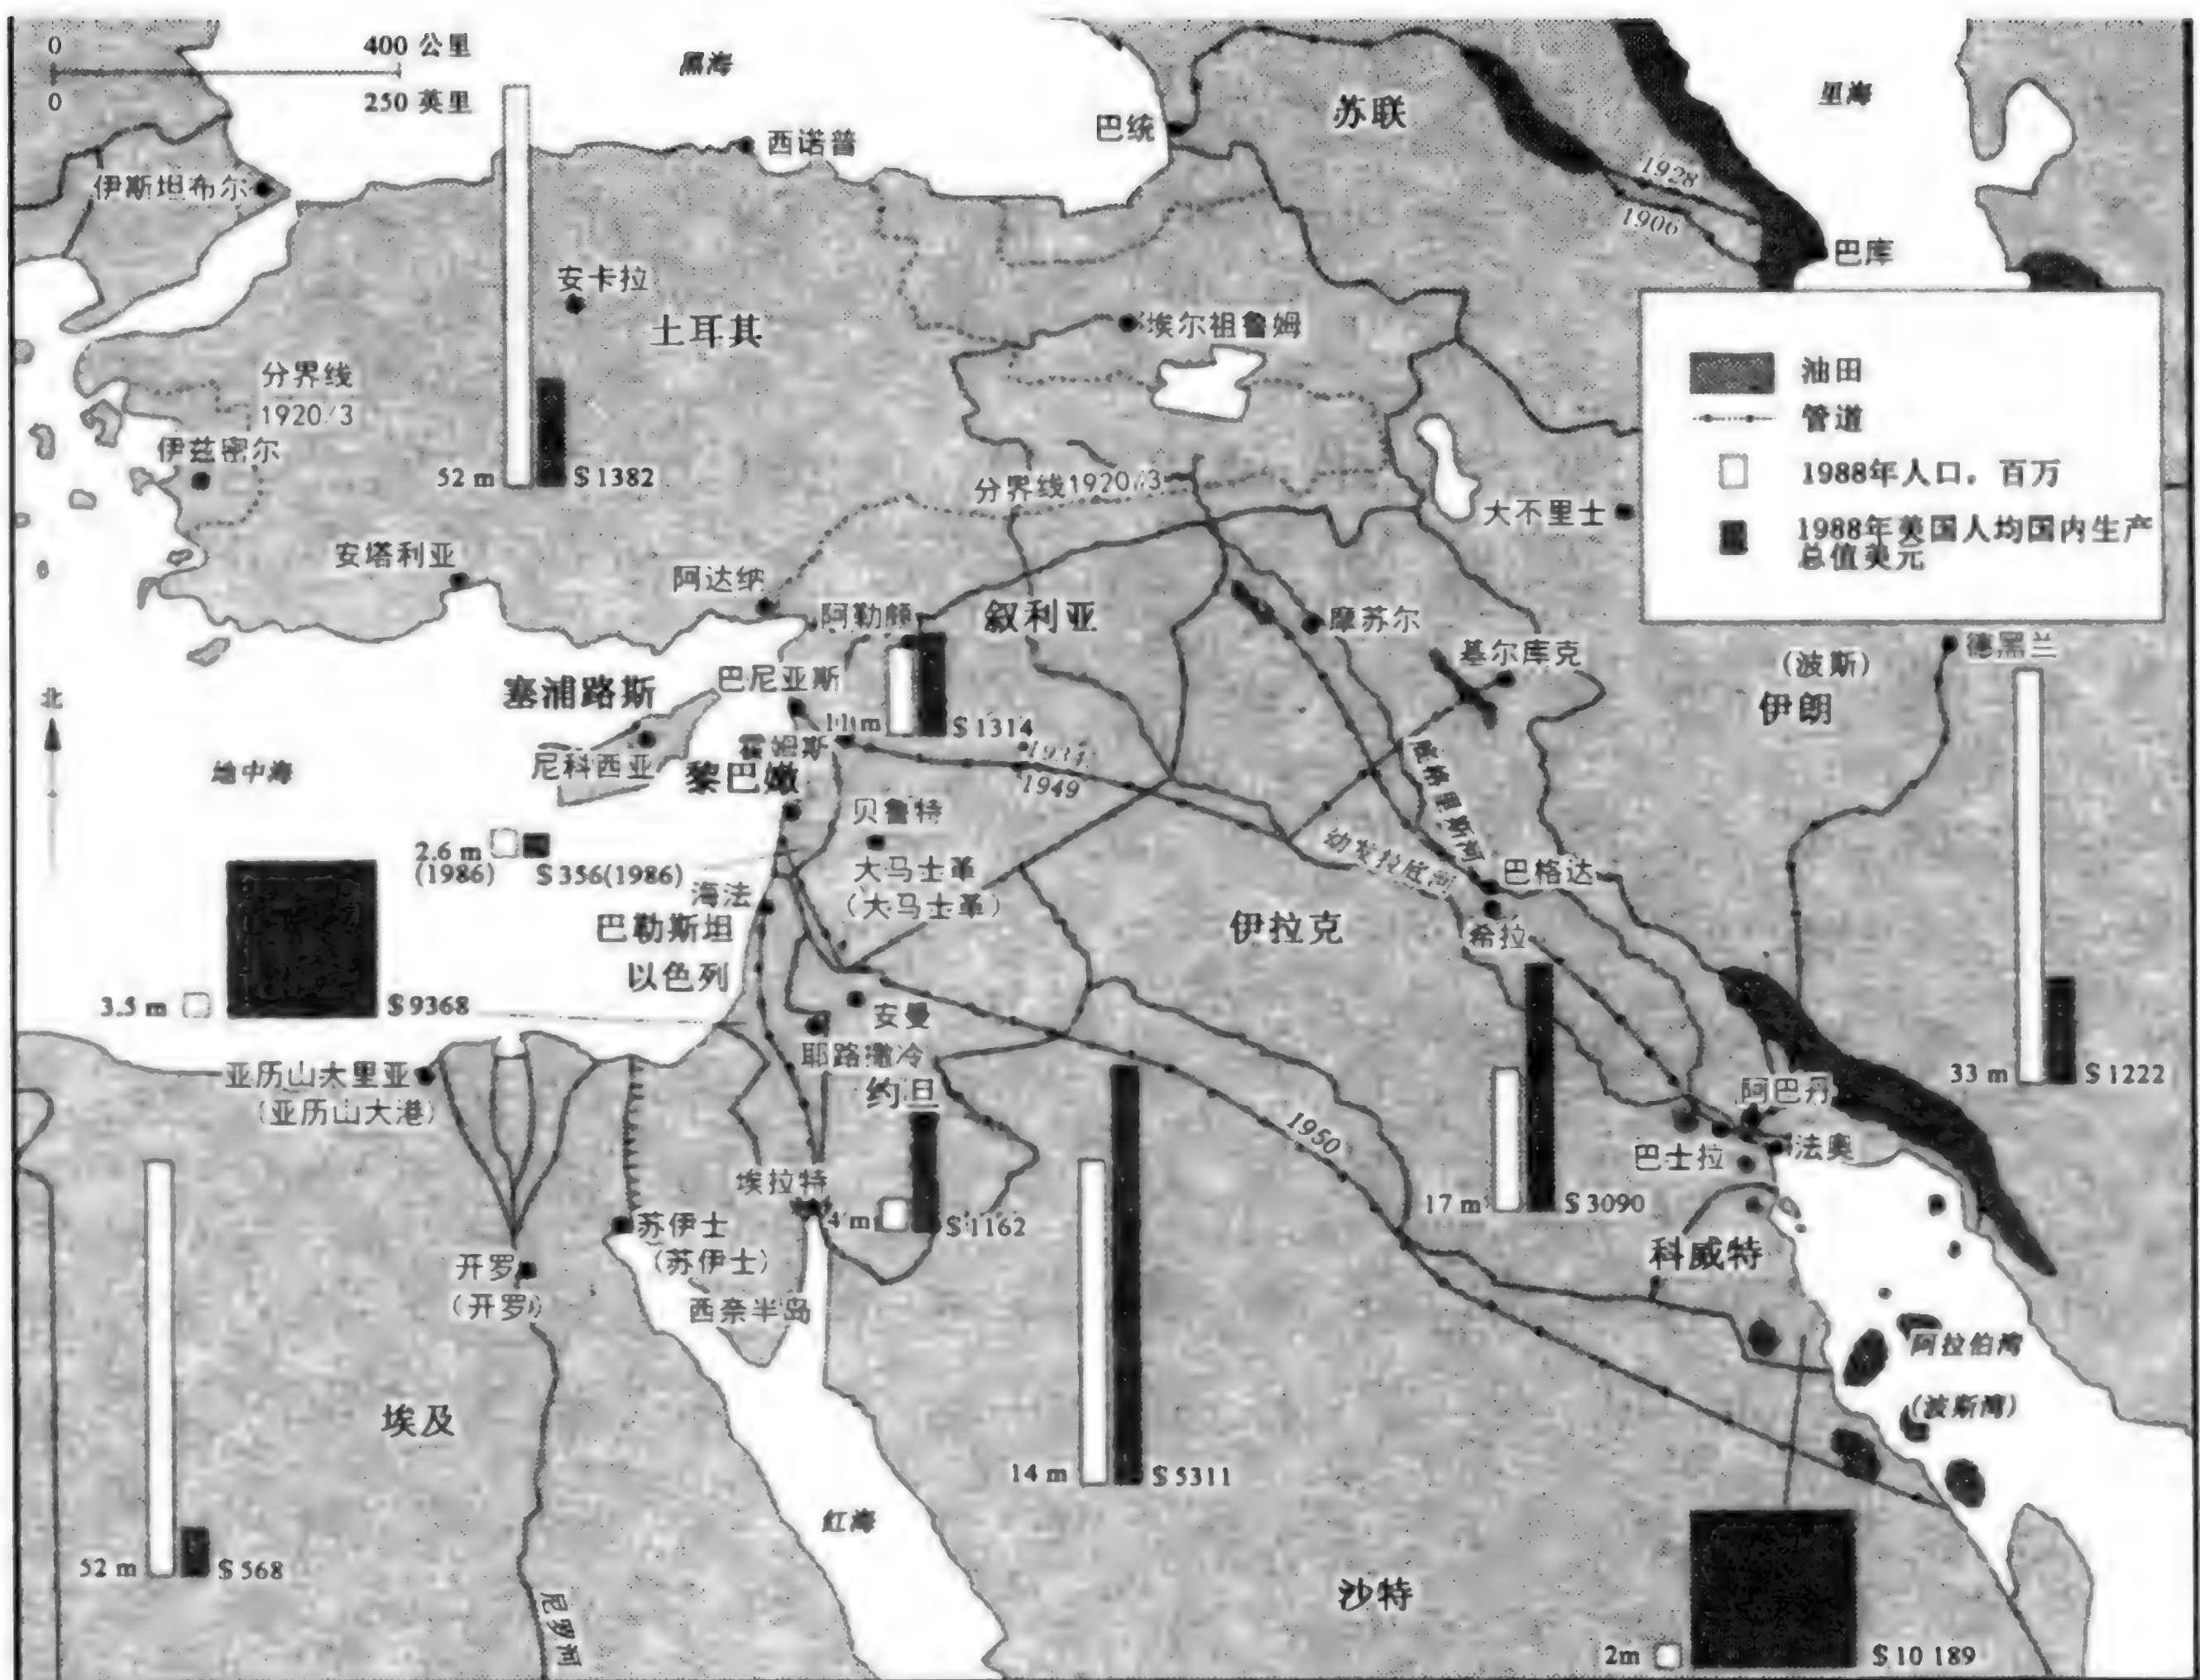 0
400 公里
0
250 英里
黑海
苏联
里海
西诺普
巴统
伊斯坦布尔
1928
1906
巴库
安卡拉
土耳其
埃尔祖鲁姆
分界线
1920/3
伊兹密尔
52 m
$ 1382
分界线1920/3
大不里士
油田
管道
1988年人口，百万
1988年美国人均国内生产
总值美元
安塔利亚
阿达纳
阿勒颇
叙利亚
摩苏尔
基尔库克
(波斯)
伊朗
德黑兰
塞浦路斯
巴尼亚斯
11 m
$ 1314
北
地中海
尼科西亚
霍姆斯
黎巴嫩
1934
1949
底格里斯河
贝鲁特
幼发拉底河
2.6 m
(1986)
$ 356(1986)
大马士革
(大马士革)
巴格达
海法
巴勒斯坦
以色列
伊拉克
希拉
3.5 m
$ 9368
安曼
耶路撒冷
约旦
亚历山大里亚
(亚历山大港)
33 m
$ 1222
阿巴丹
1950
巴士拉
法奥
埃拉特
4 m
$ 1162
17 m
$ 3090
苏伊士
(苏伊士)
开罗
(开罗)
西奈半岛
科威特
阿拉伯湾
(波斯湾)
埃及
14 m
$ 5311
红海
52 m
$ 568
尼罗河
沙特
2m
$ 10 189